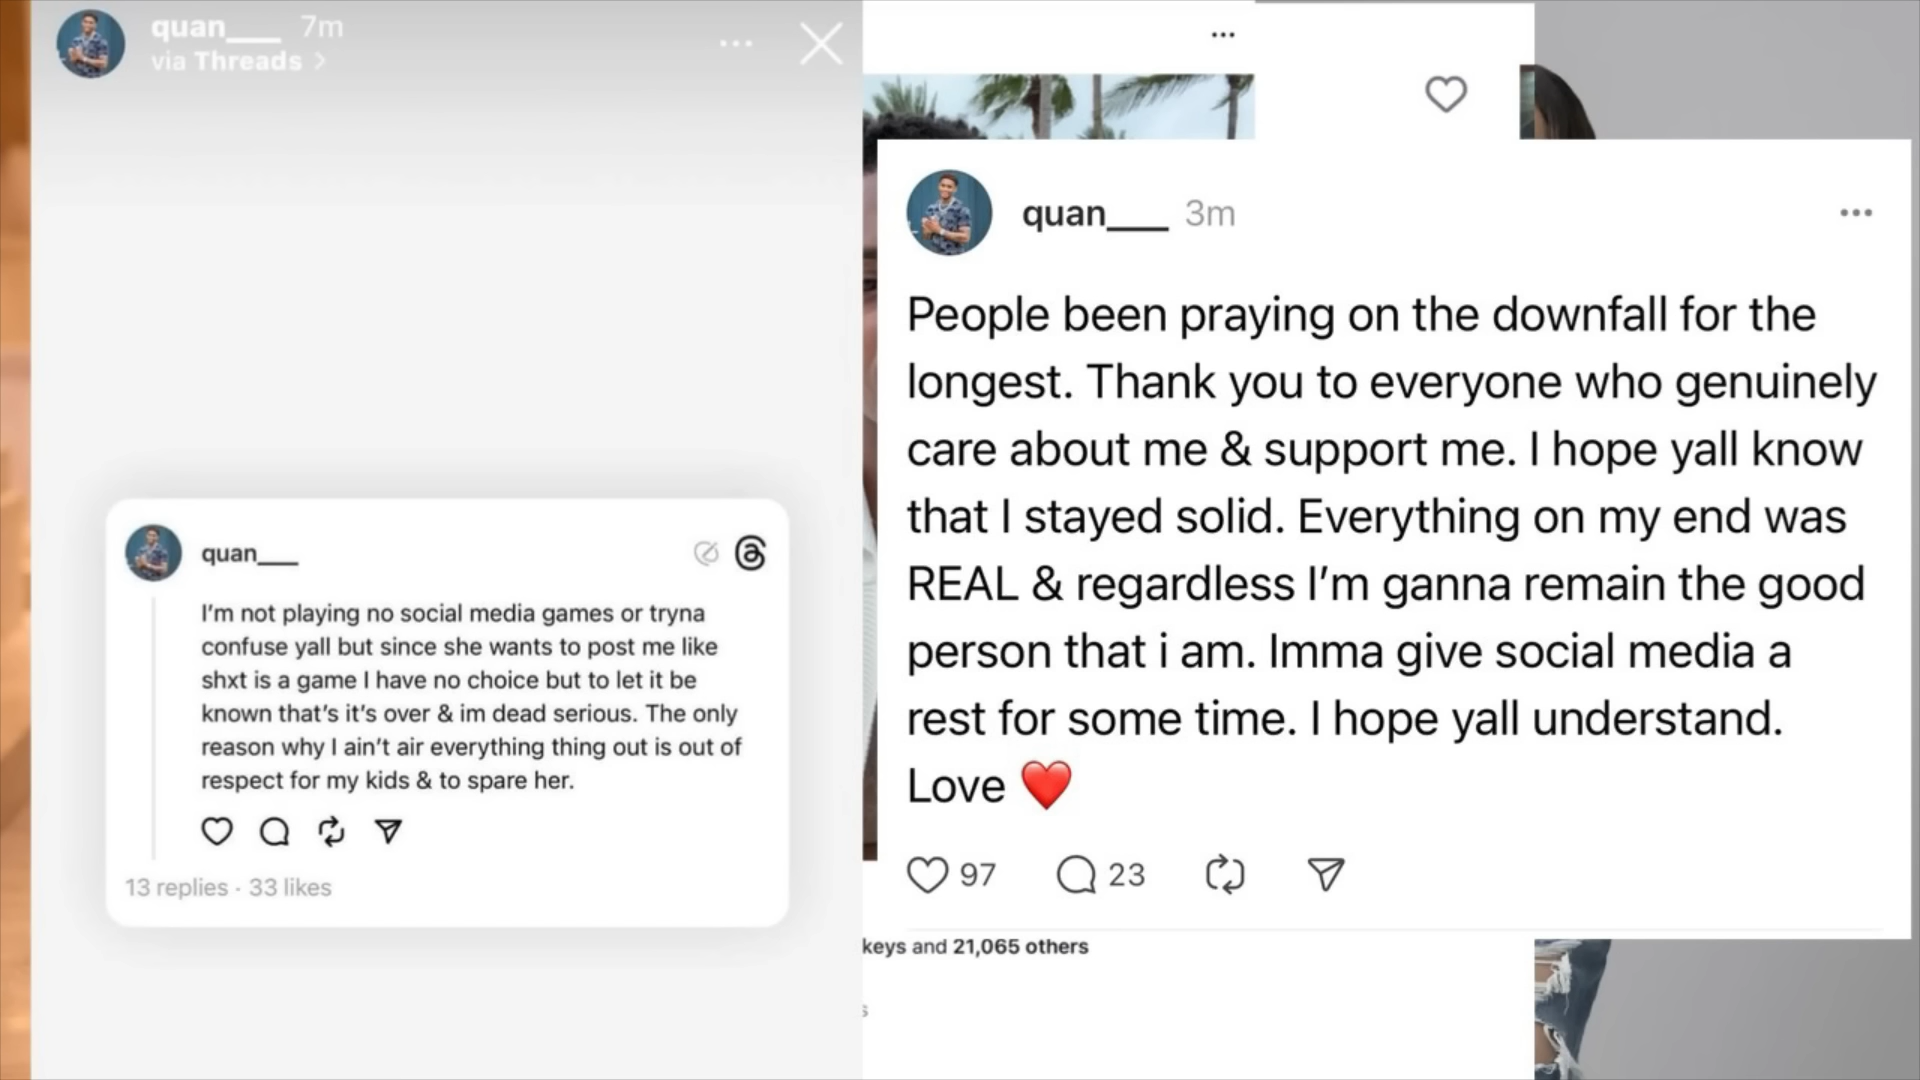 quan___ 7m
via Threads >
quan___
I'm not playing no social media games or tryna
confuse yall but since she wants to post me like
shxt is a game I have no choice but to let it be
known that's it's over & im dead serious. The only
reason why I ain't air everything thing out is out of
respect for my kids & to spare her.
13 replies · 33 likes
quan___ 3m
People been praying on the downfall for the
longest. Thank you to everyone who genuinely
care about me & support me. I hope yall know
that I stayed solid. Everything on my end was
REAL & regardless I'm ganna remain the good
person that i am. Imma give social media a
rest for some time. I hope yall understand.
Love ❤️
97 23
keys and 21,065 others